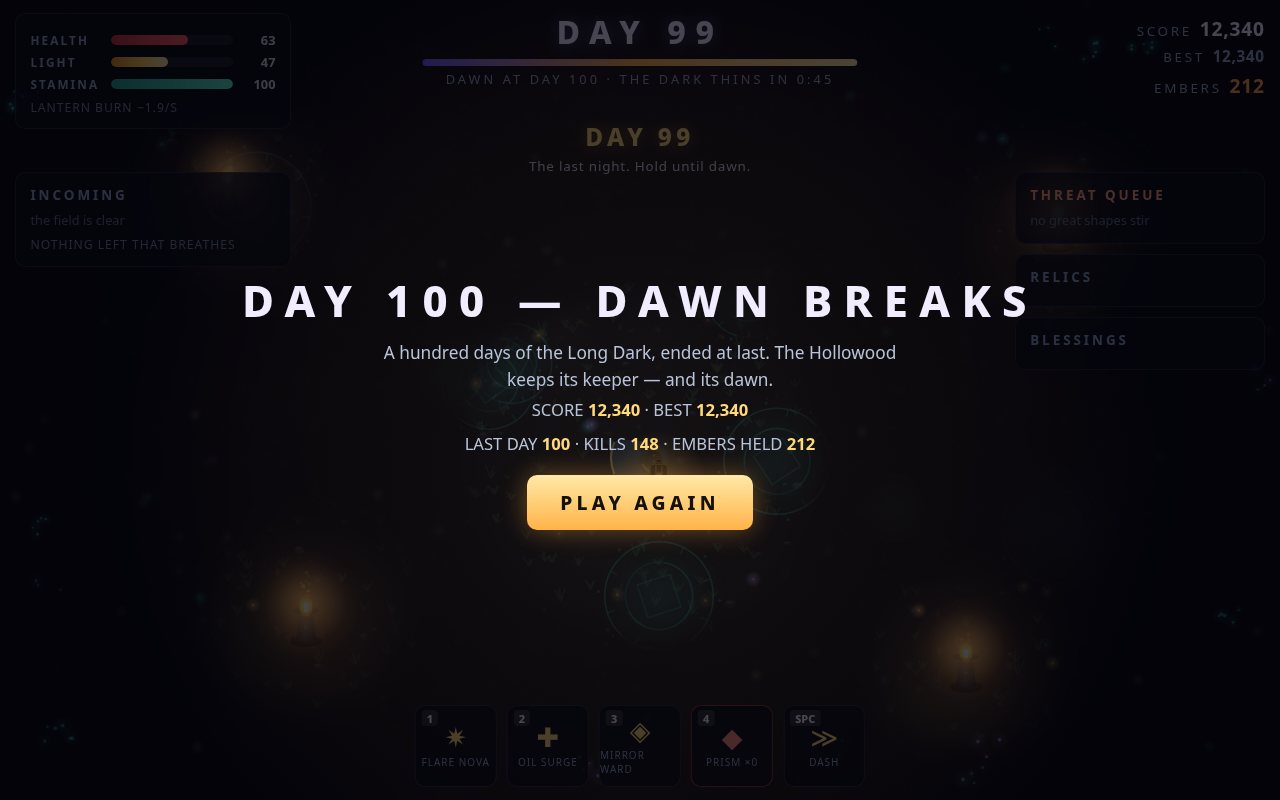 HEALTH 63
LIGHT 47
STAMINA 100
LANTERN BURN −1.9/S
DAY 99
DAWN AT DAY 100 · THE DARK THINS IN 0:45
SCORE 12,340
BEST 12,340
EMBERS 212
DAY 99
The last night. Hold until dawn.
INCOMING
the field is clear
NOTHING LEFT THAT BREATHES
THREAT QUEUE
no great shapes stir
RELICS
BLESSINGS
DAY 100 — DAWN BREAKS
A hundred days of the Long Dark, ended at last. The Hollowood
keeps its keeper — and its dawn.
SCORE 12,340 · BEST 12,340
LAST DAY 100 · KILLS 148 · EMBERS HELD 212
PLAY AGAIN
1
FLARE NOVA
2
OIL SURGE
3
MIRROR
WARD
4
PRISM ×0
SPC
DASH